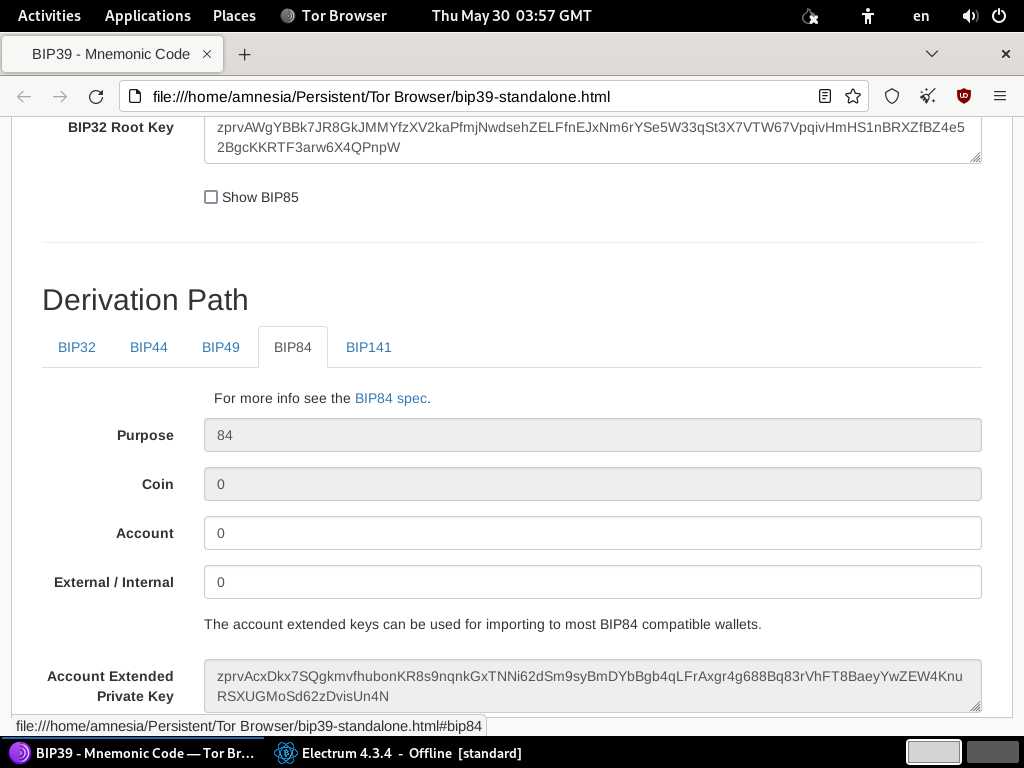 Activities Applications Places Tor Browser Thu May 30 03:57 GMT en
BIP39 - Mnemonic Code
file:///home/amnesia/Persistent/Tor Browser/bip39-standalone.html
BIP32 Root Key
zprvAWgYBBk7JR8GkJMMYfzXV2kaPfmjNwdsehZELFfnEJxNm6rYSe5W33qSt3X7VTW67VpqivHmHS1nBRXZfBZ4e5
2BgcKKRTF3arw6X4QPnpW
Show BIP85
Derivation Path
BIP32 BIP44 BIP49 BIP84 BIP141
For more info see the BIP84 spec.
Purpose 84
Coin 0
Account 0
External / Internal 0
The account extended keys can be used for importing to most BIP84 compatible wallets.
Account Extended
Private Key
zprvAcxDkx7SQgkmvfhubonKR8s9nqnkGxTNNi62dSm9syBmDYbBgb4qLFrAxgr4g688Bq83rVhFT8BaeyYwZEW4Knu
RSXUGMoSd62zDvisUn4N
file:///home/amnesia/Persistent/Tor Browser/bip39-standalone.html#bip84
BIP39 - Mnemonic Code — Tor Br... Electrum 4.3.4 - Offline [standard]